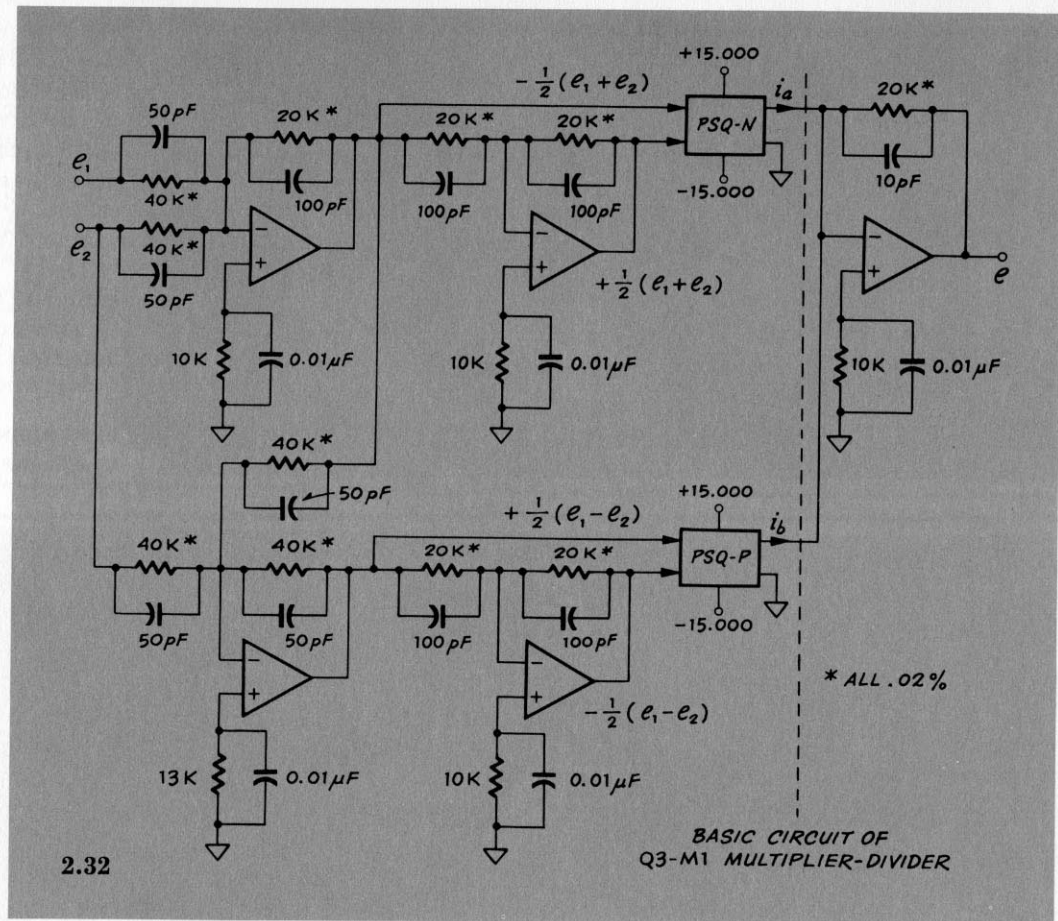 +15.000
-½(e₁+e₂)
iₐ
20K*
50pF
20K*
20K*
20K*
PSQ-N
e₁
10pF
40K*
100pF
100pF
100pF
-15.000
e₂
40K*
-
-
-
50pF
+
+
+
e
+½(e₁+e₂)
10K
0.01µF
10K
0.01µF
10K
0.01µF
40K*
50pF
+15.000
+½(e₁-e₂)
i_b
40K*
40K*
20K*
20K*
PSQ-P
50pF
50pF
100pF
100pF
-15.000
-
-
* ALL .02%
+
+
-½(e₁-e₂)
13K
0.01µF
10K
0.01µF
BASIC CIRCUIT OF
Q3-M1 MULTIPLIER-DIVIDER
2.32